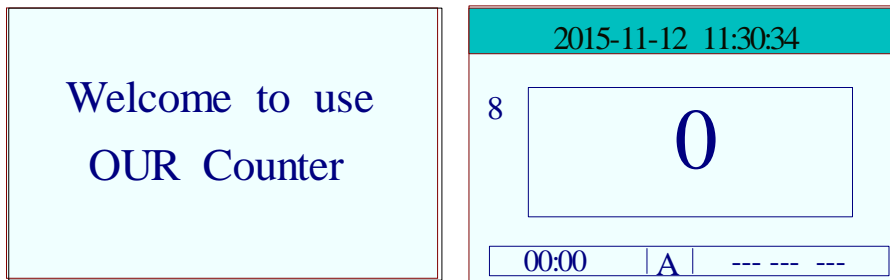 Welcome to use
OUR Counter
2015-11-12 11:30:34
8
0
00:00 | A | --- --- ---